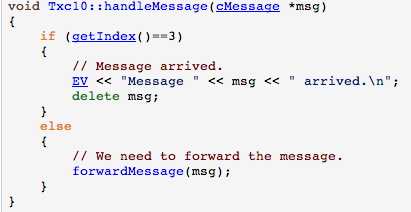 void Txc10::handleMessage(cMessage *msg)
{
    if (getIndex()==3)
    {
        // Message arrived.
        EV << "Message " << msg << " arrived.\n";
        delete msg;
    }
    else
    {
        // We need to forward the message.
        forwardMessage(msg);
    }
}